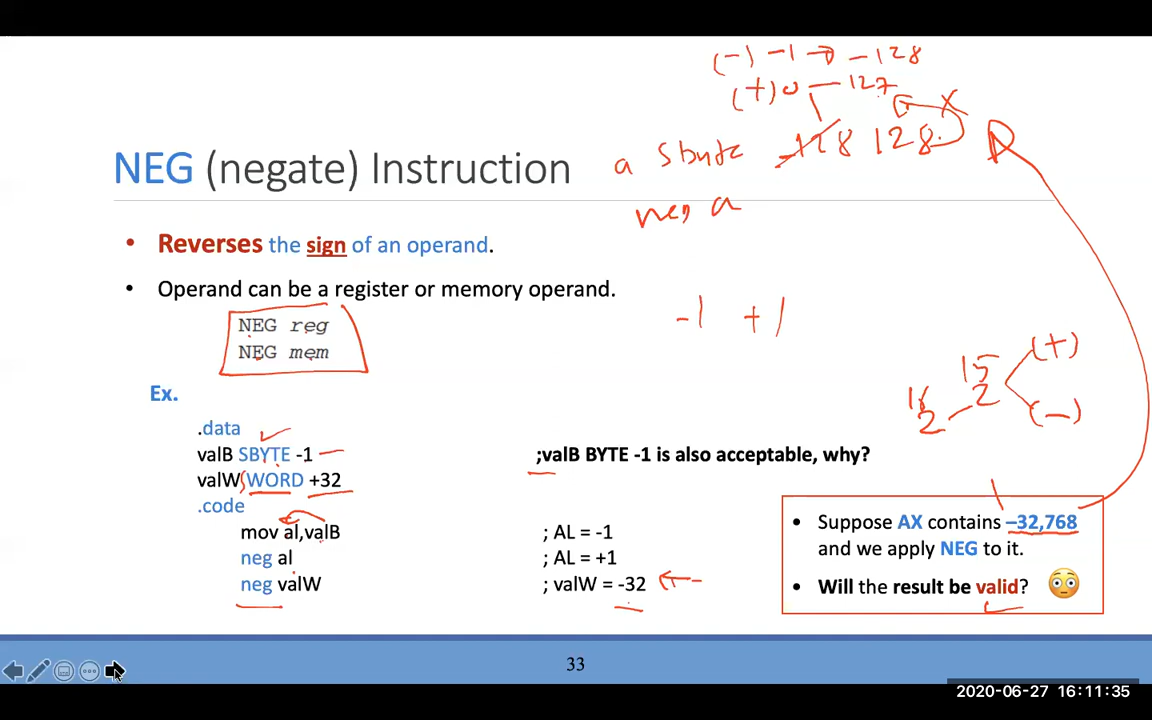 (-) -1 → -128
(+) 0 — 127
a sbyte -128 128
neg a
NEG (negate) Instruction
• Reverses the sign of an operand.
• Operand can be a register or memory operand.
NEG reg
NEG mem
-1 +1
15 (+)
16 2
2 (-)
Ex.
.data
valB SBYTE -1 ;valB BYTE -1 is also acceptable, why?
valW WORD +32
.code
mov al,valB ; AL = -1
neg al ; AL = +1
neg valW ; valW = -32
• Suppose AX contains –32,768
and we apply NEG to it.
• Will the result be valid?
33
2020-06-27 16:11:35